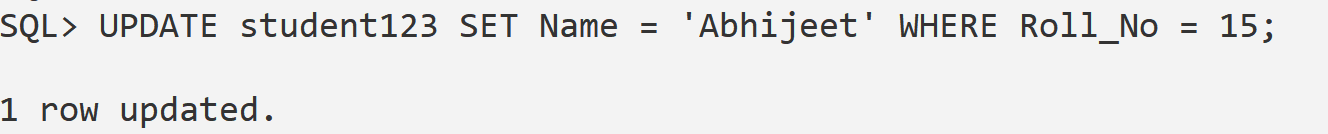 SQL> UPDATE student123 SET Name = 'Abhijeet' WHERE Roll_No = 15;
1 row updated.